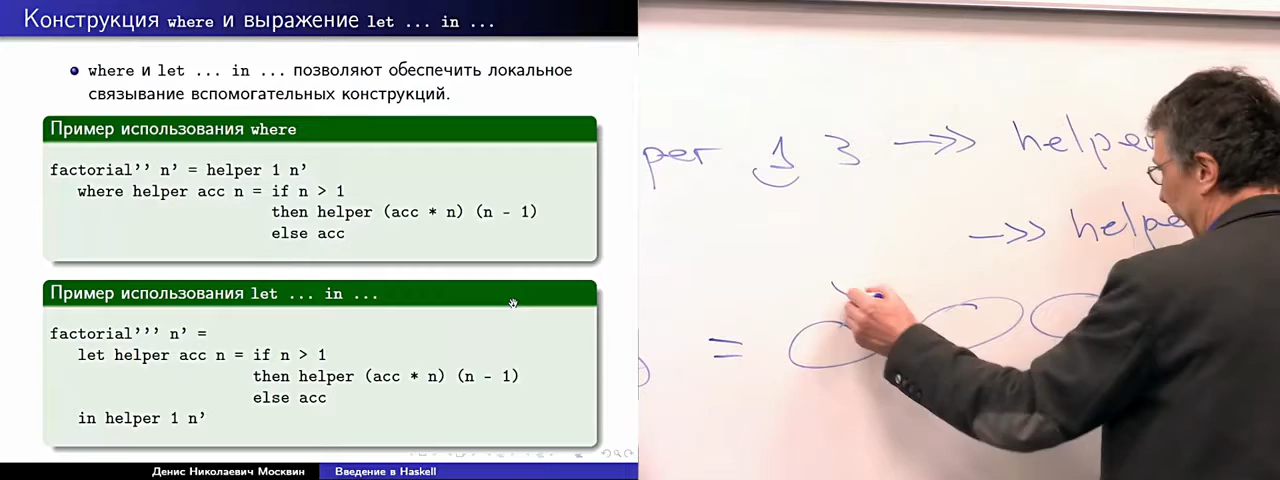 Конструкция where и выражение let ... in ...
where и let ... in ... позволяют обеспечить локальное
связывание вспомогательных конструкций.
Пример использования where
factorial'' n' = helper 1 n'
where helper acc n = if n > 1
then helper (acc * n) (n - 1)
else acc
Пример использования let ... in ...
factorial''' n' =
let helper acc n = if n > 1
then helper (acc * n) (n - 1)
else acc
in helper 1 n'
Денис Николаевич Москвин Введение в Haskell
per 1 3 →> helper
→> helpe
=